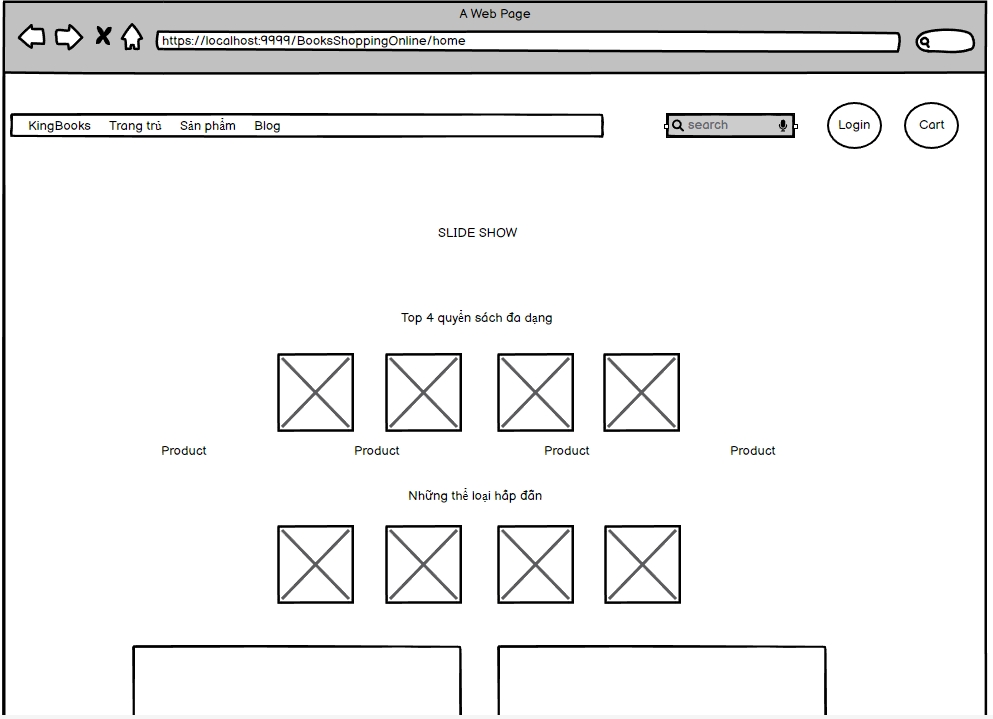 A Web Page
https://localhost:9999/BooksShoppingOnline/home
KingBooks Trang trủ Sản phẩm Blog
search
Login
Cart
SLIDE SHOW
Top 4 quyển sách đa dạng
Product Product Product Product
Những thể loại hấp dẫn